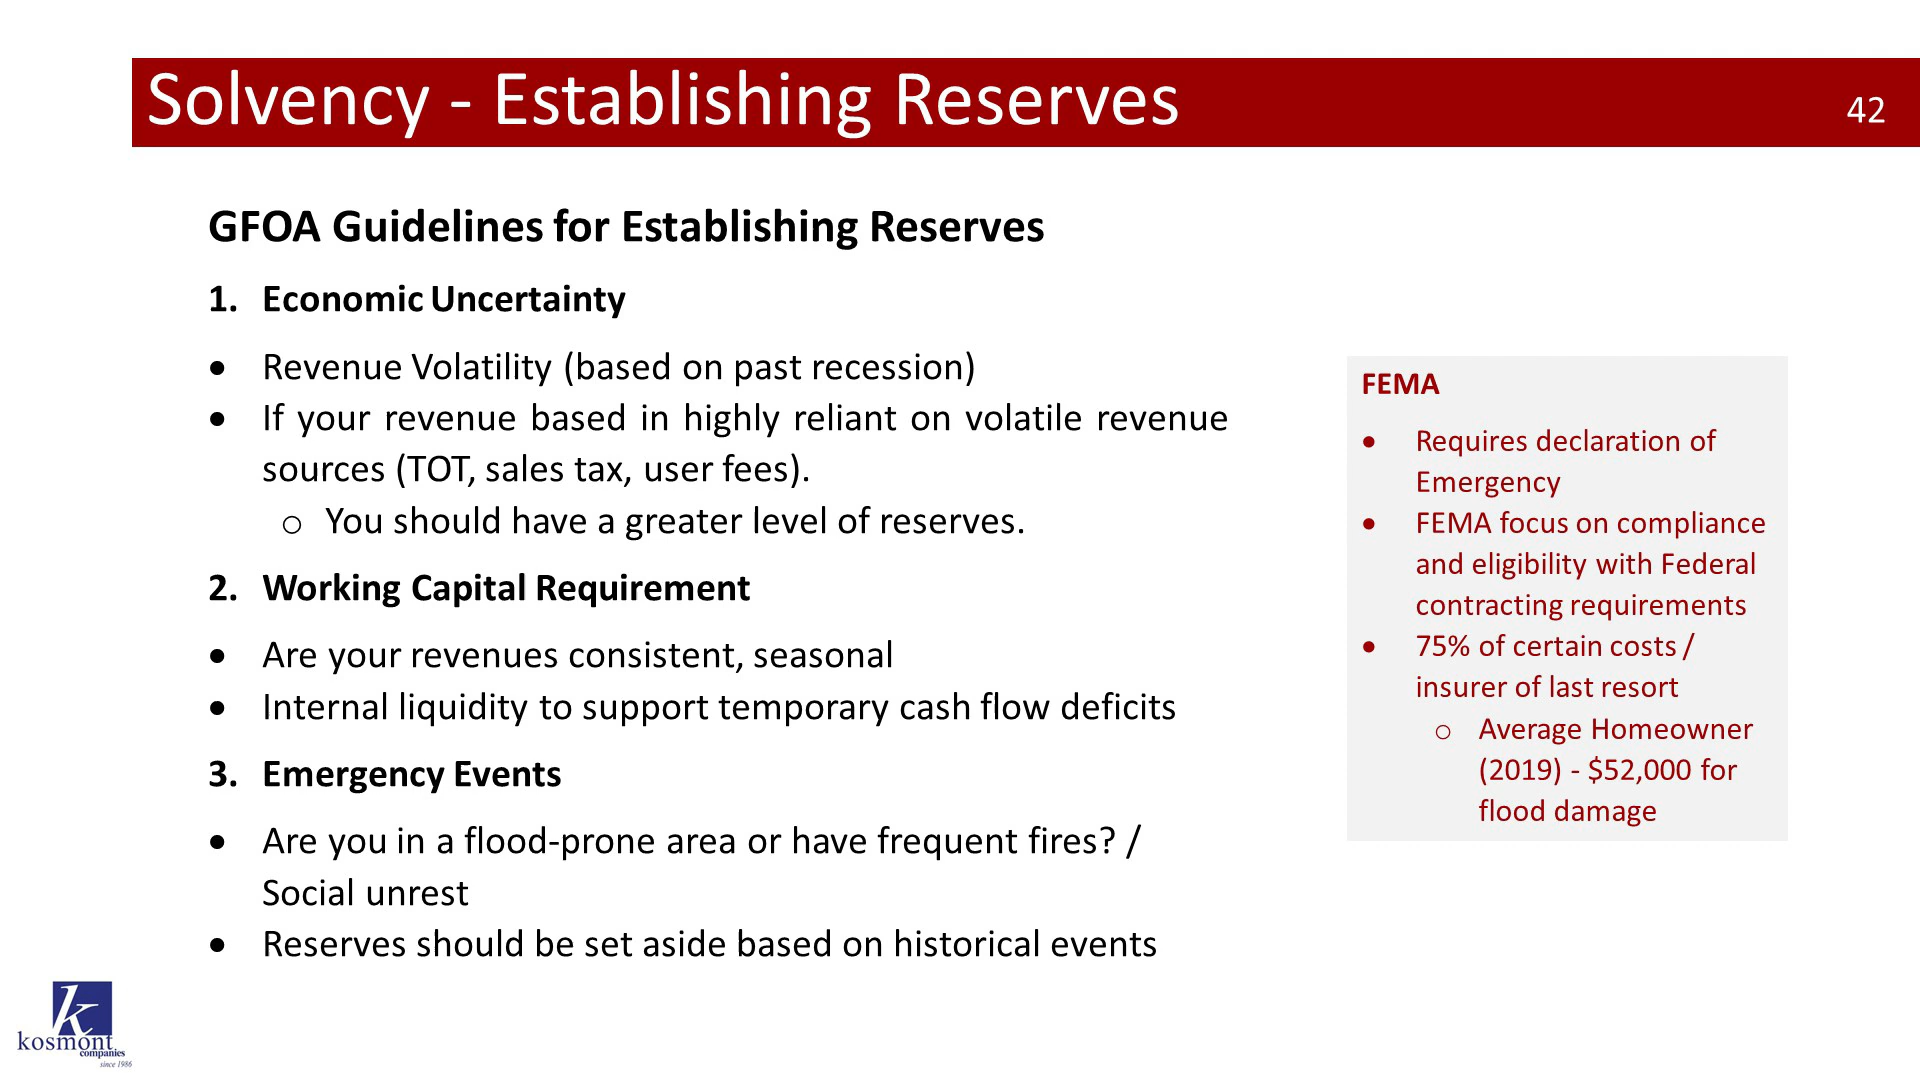 Solvency - Establishing Reserves
42
GFOA Guidelines for Establishing Reserves
1. Economic Uncertainty
• Revenue Volatility (based on past recession)
• If your revenue based in highly reliant on volatile revenue
sources (TOT, sales tax, user fees).
o You should have a greater level of reserves.
2. Working Capital Requirement
• Are your revenues consistent, seasonal
• Internal liquidity to support temporary cash flow deficits
3. Emergency Events
• Are you in a flood-prone area or have frequent fires? /
Social unrest
• Reserves should be set aside based on historical events
FEMA
• Requires declaration of
Emergency
• FEMA focus on compliance
and eligibility with Federal
contracting requirements
• 75% of certain costs /
insurer of last resort
o Average Homeowner
(2019) - $52,000 for
flood damage
k
kosmont
companies
since 1986